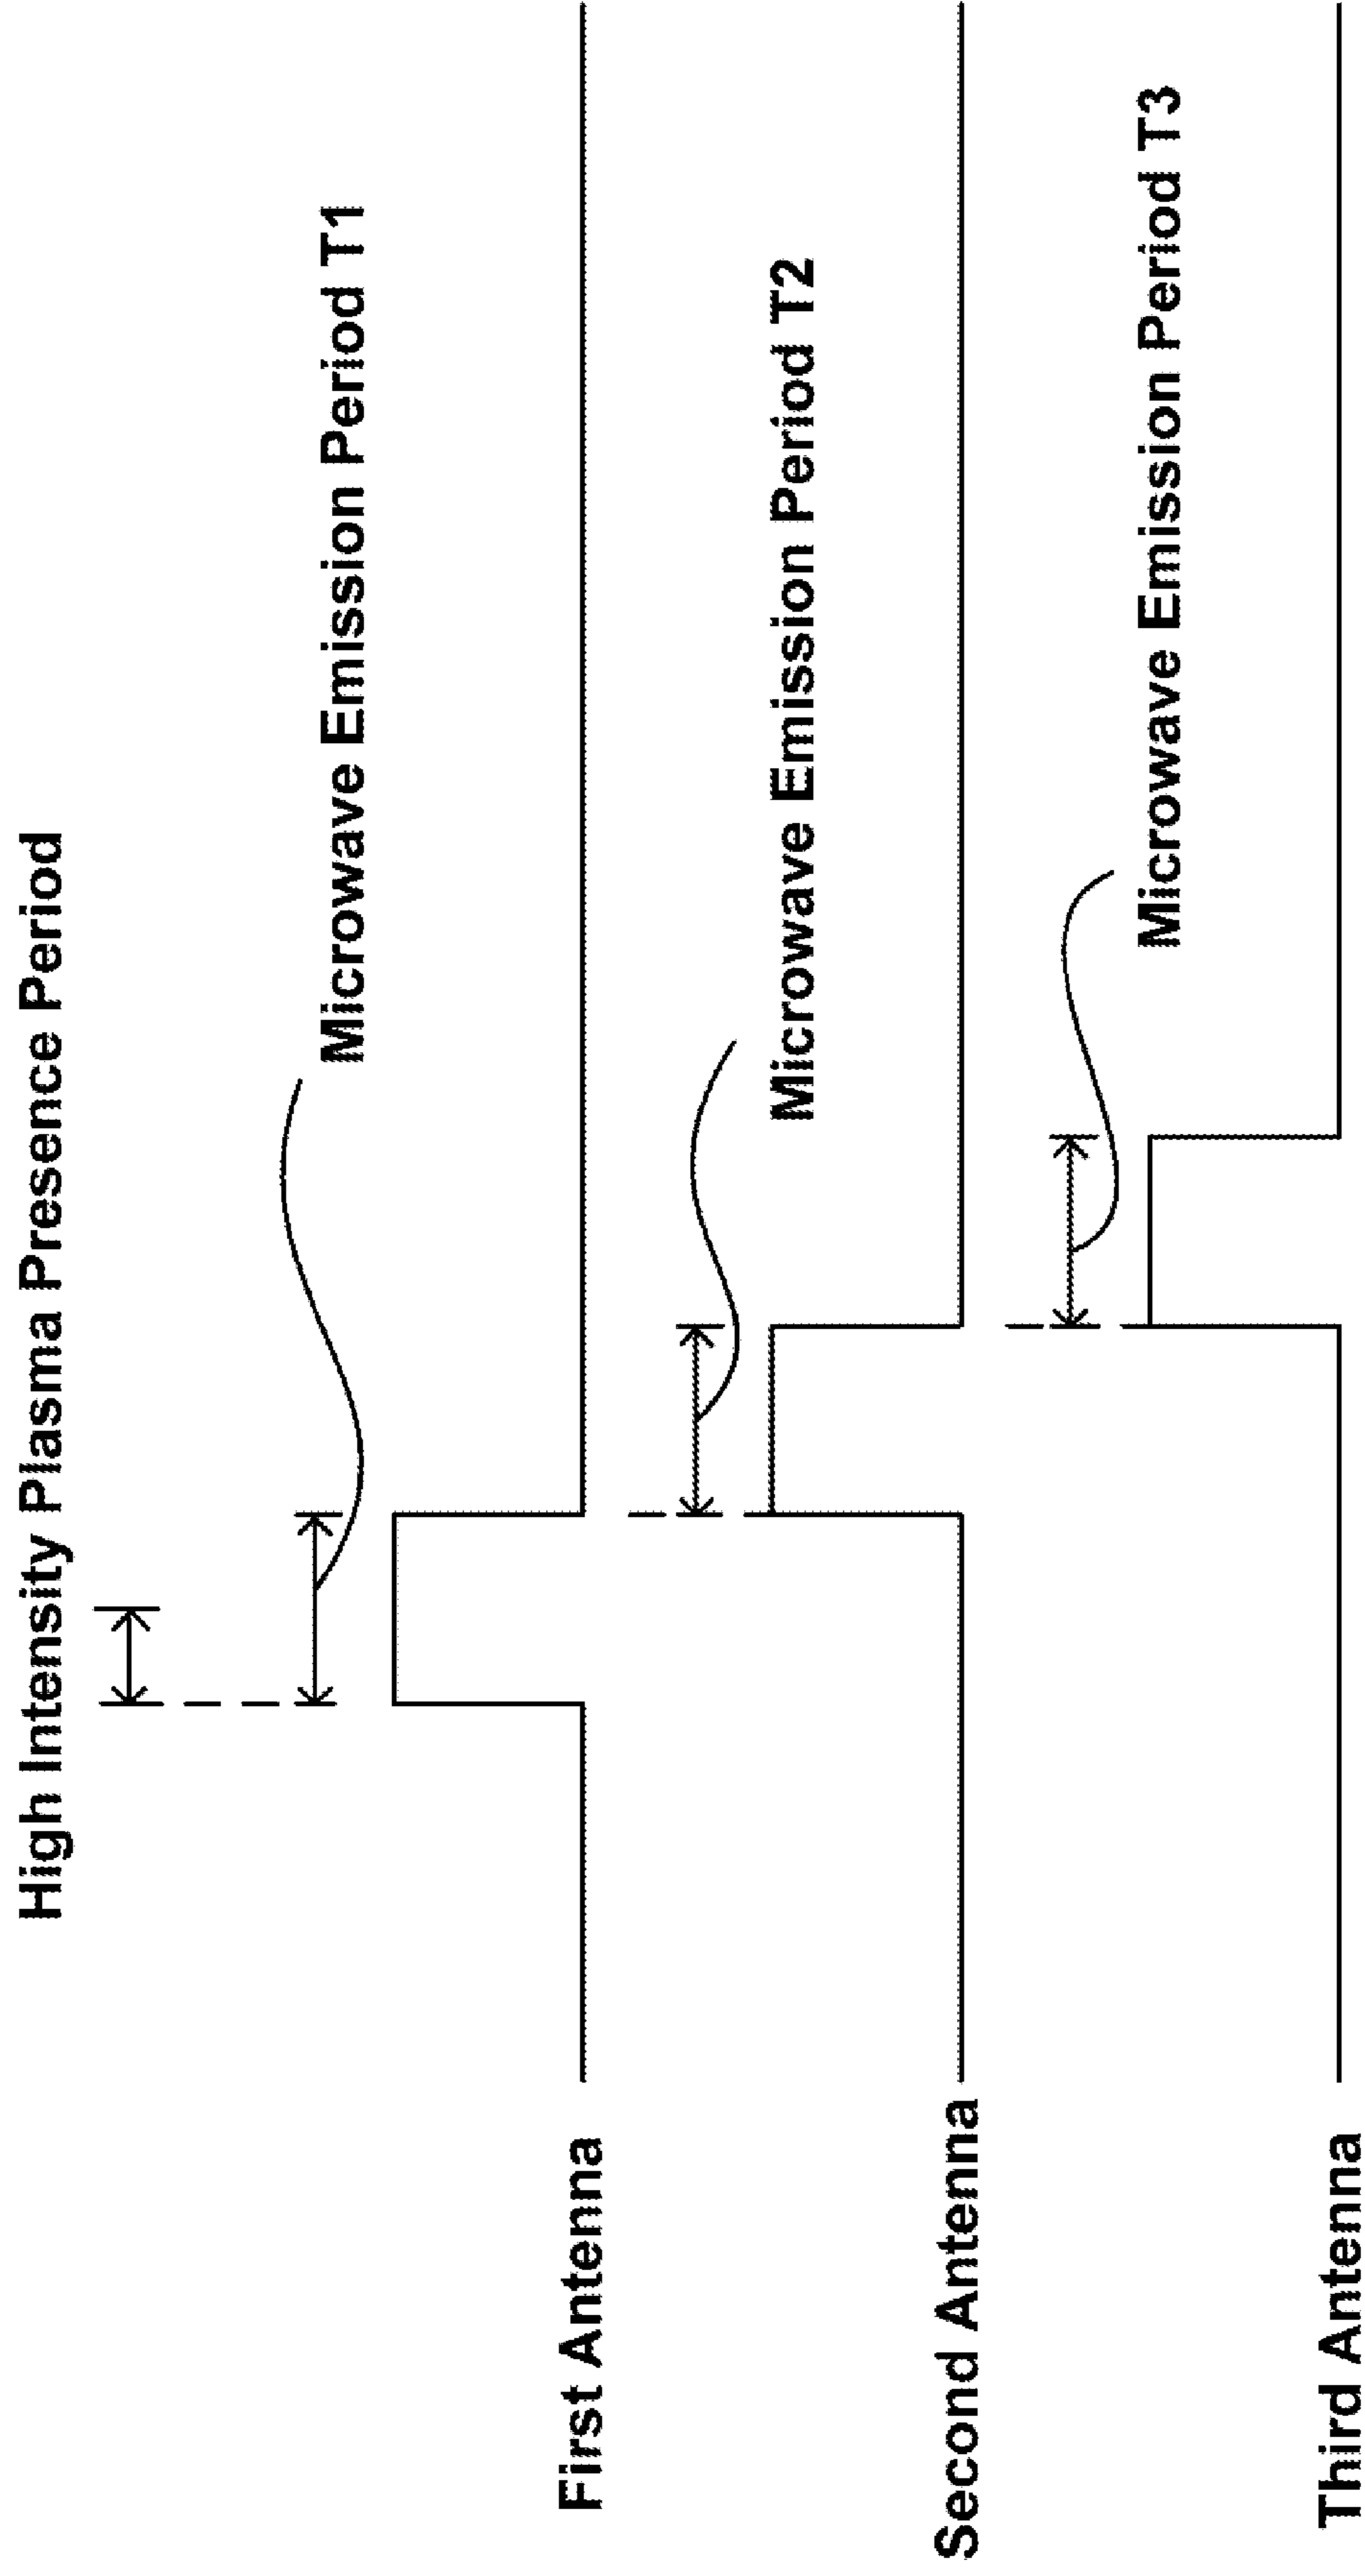 High Intensity Plasma Presence Period
Microwave Emission Period T1
First Antenna
Microwave Emission Period T2
Second Antenna
Microwave Emission Period T3
Third Antenna